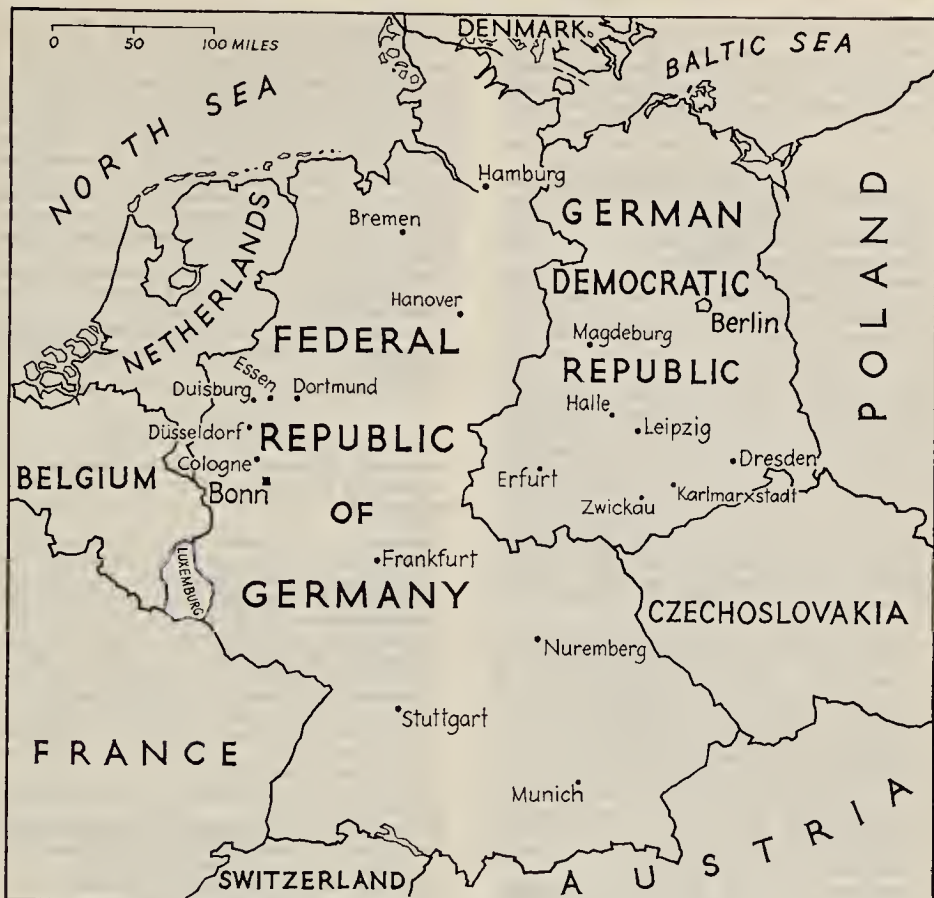 0 50 100 MILES
DENMARK.
BALTIC SEA
NORTH SEA
Hamburg
GERMAN
Bremen
POLAND
NETHERLANDS
DEMOCRATIC
Hanover
Berlin
FEDERAL
Magdeburg
REPUBLIC
Essen
Duisburg
Dortmund
Halle
Leipzig
Düsseldorf
REPUBLIC
Cologne
Dresden
BELGIUM
Erfurt
Bonn
Zwickau
Karlmarxstadt
OF
Frankfurt
LUXEMBURG
GERMANY
CZECHOSLOVAKIA
Nuremberg
Stuttgart
FRANCE
Munich
AUSTRIA
SWITZERLAND